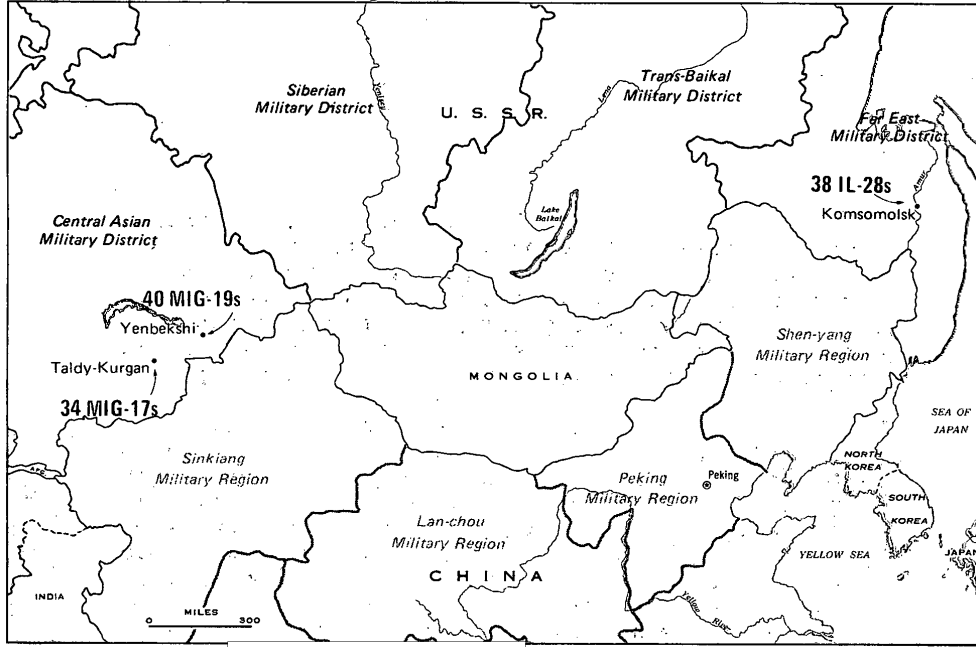 Siberian
Military District
Yenisey
U. S. S. R.
Lena
Trans-Baikal
Military District
Far East
Military District
Amur
38 IL-28s
Komsomolsk
Lake
Baikal
Central Asian
Military District
40 MIG-19s
Yenbekshi
Taldy-Kurgan
34 MIG-17s
MONGOLIA
Shen-yang
Military Region
SEA OF
JAPAN
Sinkiang
Military Region
Peking
Military Region
Peking
NORTH
KOREA
SOUTH
KOREA
JAPAN
Lan-chou
Military Region
CHINA
YELLOW SEA
Yellow
River
AFG.
INDIA
MILES
0 300